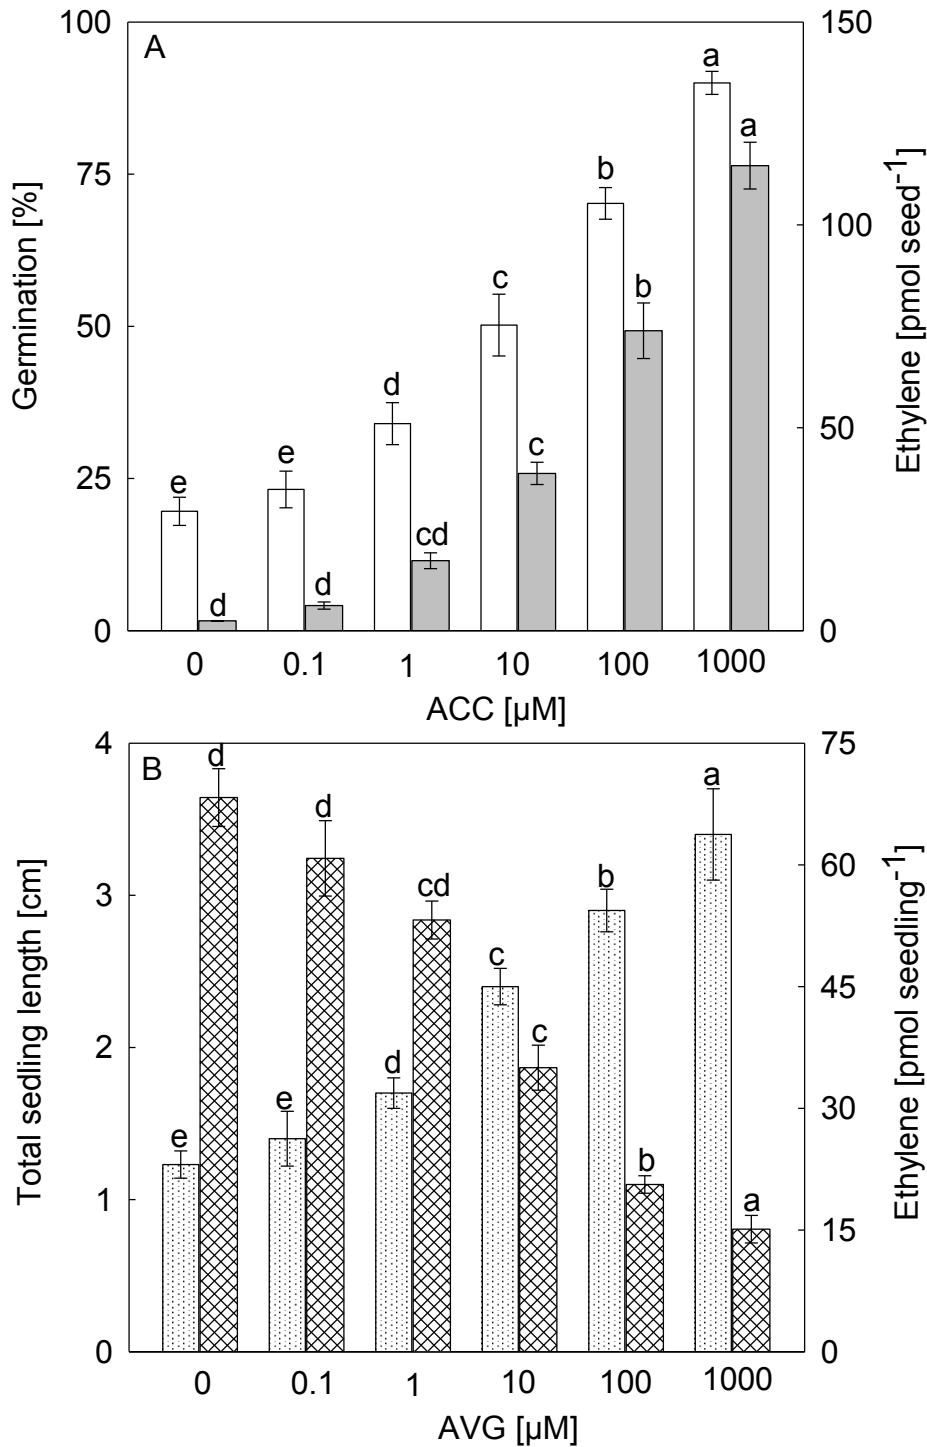 100
A
a
150
a
75
b
Germination [%]
Ethylene [pmol seed⁻¹]
100
c
b
50
d
c
50
e
e
cd
25
d
d
0
0
0
0.1
1
10
100
1000
ACC [µM]
4
B
d
75
a
d
cd
b
60
3
c
Total sedling length [cm]
Ethylene [pmol seedling⁻¹]
45
2
d
c
e
30
e
b
1
a
15
0
0
0
0.1
1
10
100
1000
AVG [µM]